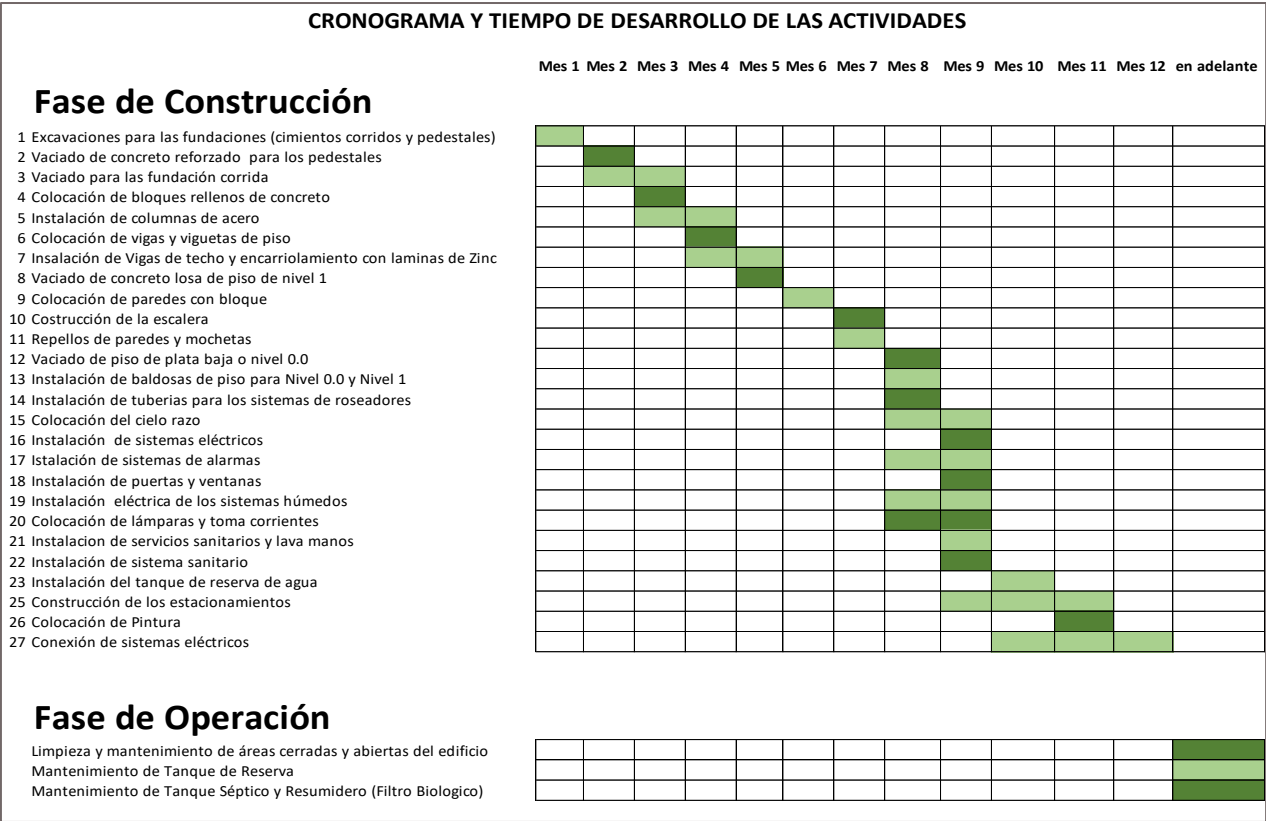 CRONOGRAMA Y TIEMPO DE DESARROLLO DE LAS ACTIVIDADES
Mes 1 Mes 2 Mes 3 Mes 4 Mes 5 Mes 6 Mes 7 Mes 8 Mes 9 Mes 10 Mes 11 Mes 12 en adelante
Fase de Construcción
1 Excavaciones para las fundaciones (cimientos corridos y pedestales)
2 Vaciado de concreto reforzado para los pedestales
3 Vaciado para las fundación corrida
4 Colocación de bloques rellenos de concreto
5 Instalación de columnas de acero
6 Colocación de vigas y viguetas de piso
7 Insalación de Vigas de techo y encarriolamiento con laminas de Zinc
8 Vaciado de concreto losa de piso de nivel 1
9 Colocación de paredes con bloque
10 Costrucción de la escalera
11 Repellos de paredes y mochetas
12 Vaciado de piso de plata baja o nivel 0.0
13 Instalación de baldosas de piso para Nivel 0.0 y Nivel 1
14 Instalación de tuberias para los sistemas de roseadores
15 Colocación del cielo razo
16 Instalación de sistemas eléctricos
17 Istalación de sistemas de alarmas
18 Instalación de puertas y ventanas
19 Instalación eléctrica de los sistemas húmedos
20 Colocación de lámparas y toma corrientes
21 Instalacion de servicios sanitarios y lava manos
22 Instalación de sistema sanitario
23 Instalación del tanque de reserva de agua
25 Construcción de los estacionamientos
26 Colocación de Pintura
27 Conexión de sistemas eléctricos
Fase de Operación
Limpieza y mantenimiento de áreas cerradas y abiertas del edificio
Mantenimiento de Tanque de Reserva
Mantenimiento de Tanque Séptico y Resumidero (Filtro Biologico)